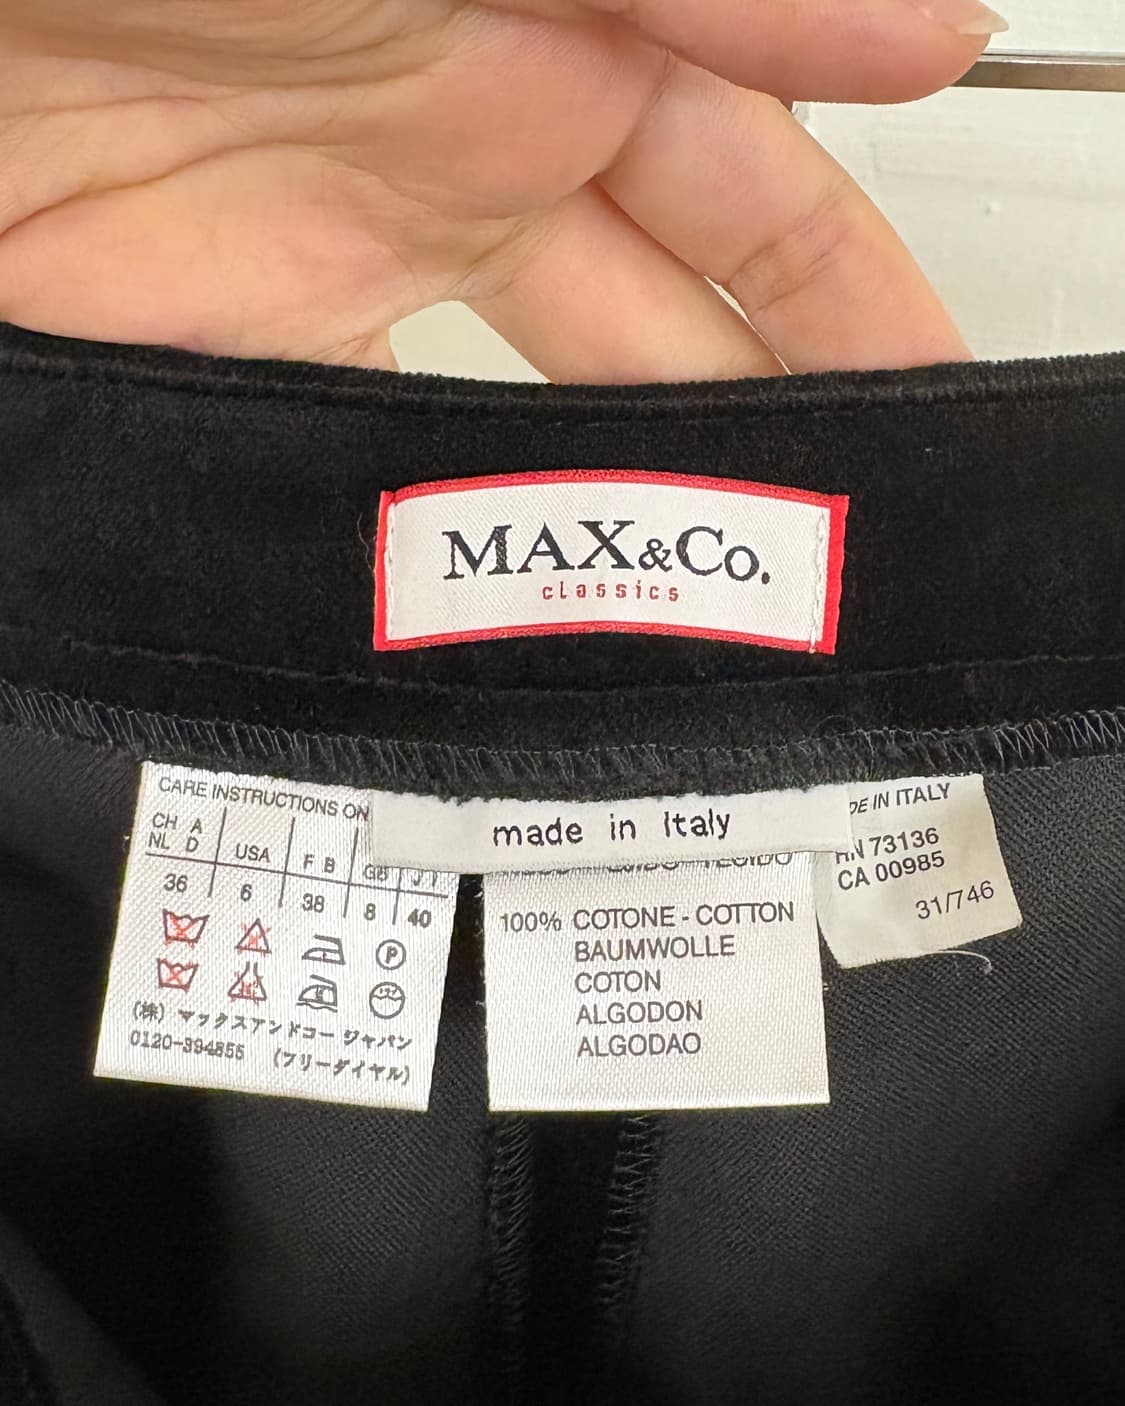 MAX&Co.
classics
CARE INSTRUCTIONS ON
CH A
NL D
USA
F B
GB
J I
36
6
38
8
40
P
(株) マックスアンドコー ジャパン
0120-394855 (フリーダイヤル)
made in Italy
100% COTONE - COTTON
BAUMWOLLE
COTON
ALGODON
ALGODAO
DE IN ITALY
RN 73136
CA 00985
31/746